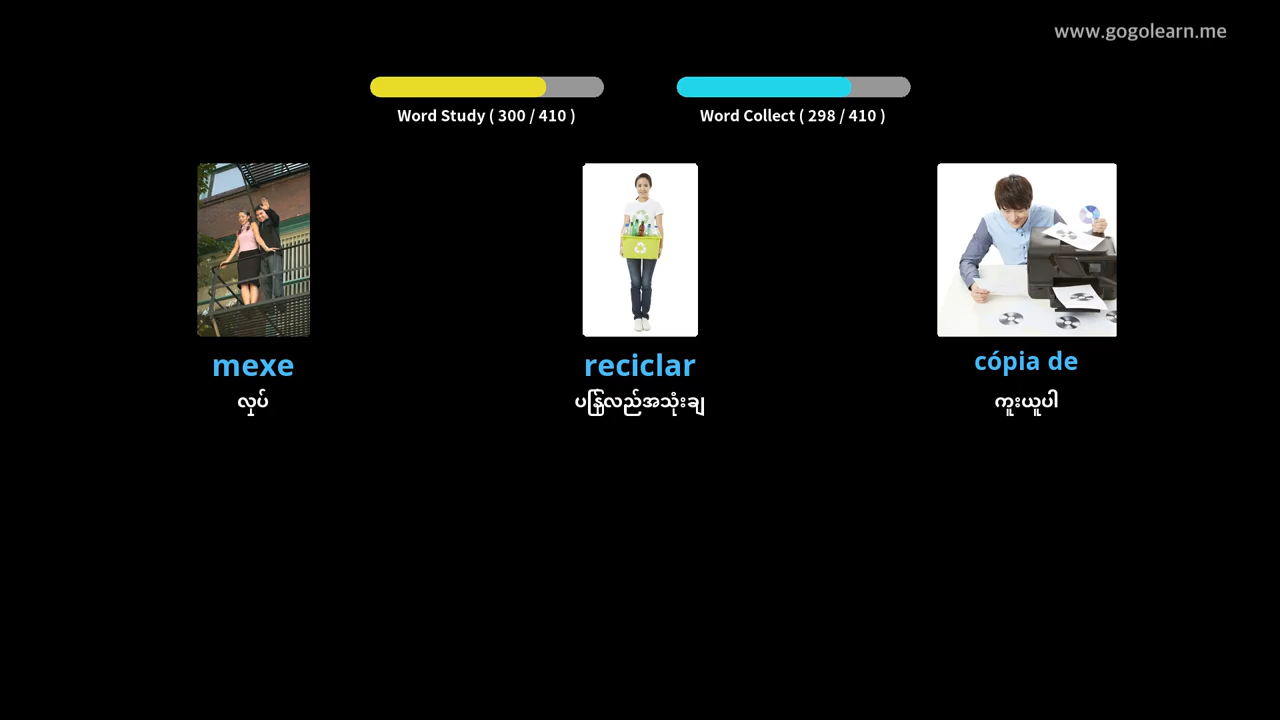 www.gogolearn.me
Word Study ( 300 / 410 )
Word Collect ( 298 / 410 )
mexe
reciclar
cópia de
လှုပ်
ပြန်လည်အသုံးချ
ကူးယူပါ